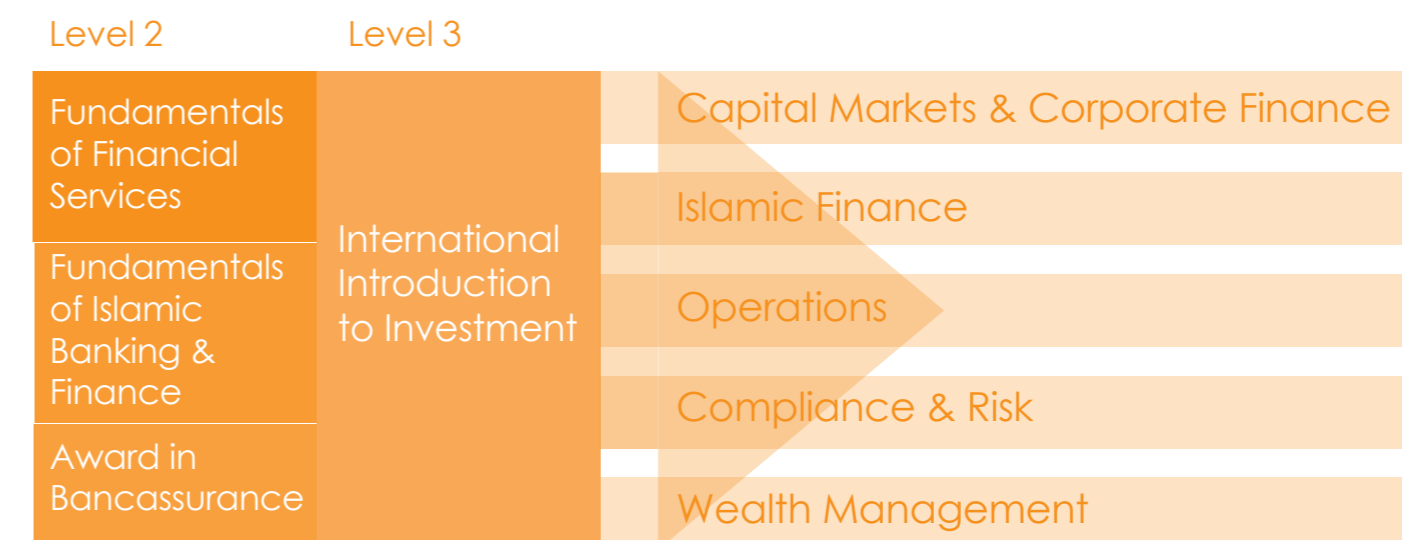 Level 2
Level 3
Fundamentals
of Financial
Services
Fundamentals
of Islamic
Banking &
Finance
Award in
Bancassurance
International
Introduction
to Investment
Capital Markets & Corporate Finance
Islamic Finance
Operations
Compliance & Risk
Wealth Management